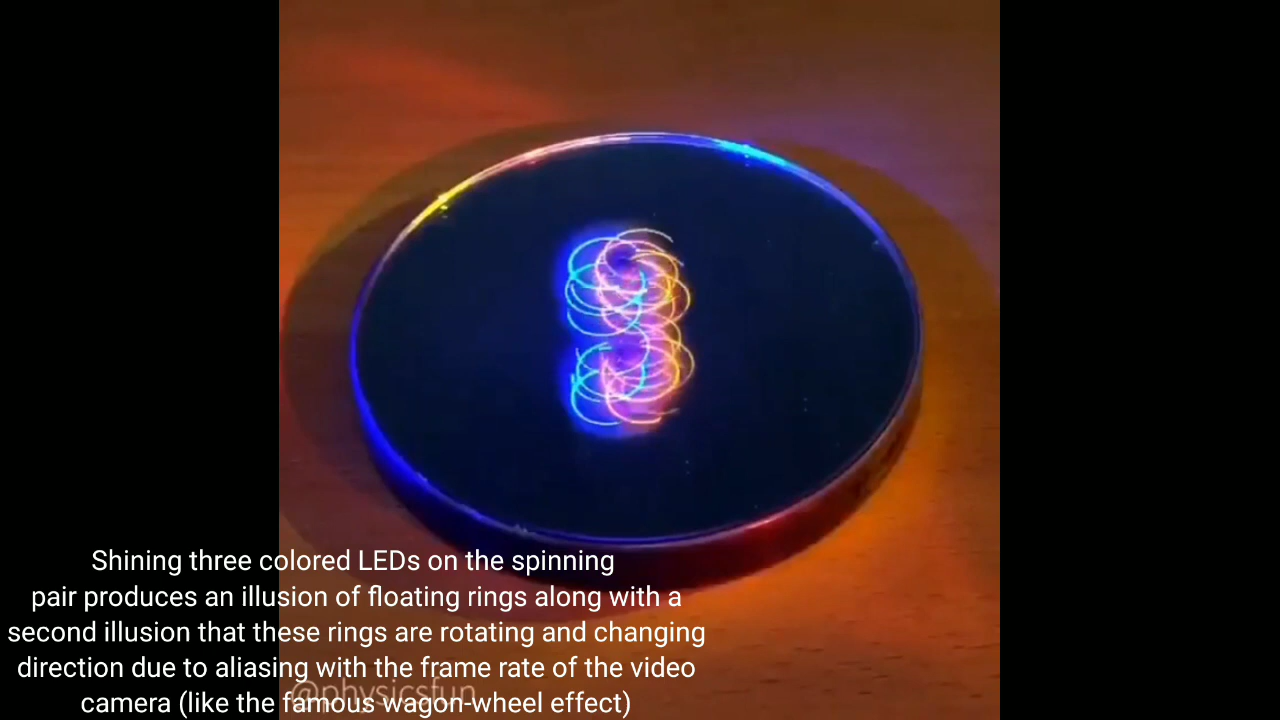 Shining three colored LEDs on the spinning
pair produces an illusion of floating rings along with a
second illusion that these rings are rotating and changing
direction due to aliasing with the frame rate of the video
@physicsfun
camera (like the famous wagon-wheel effect)